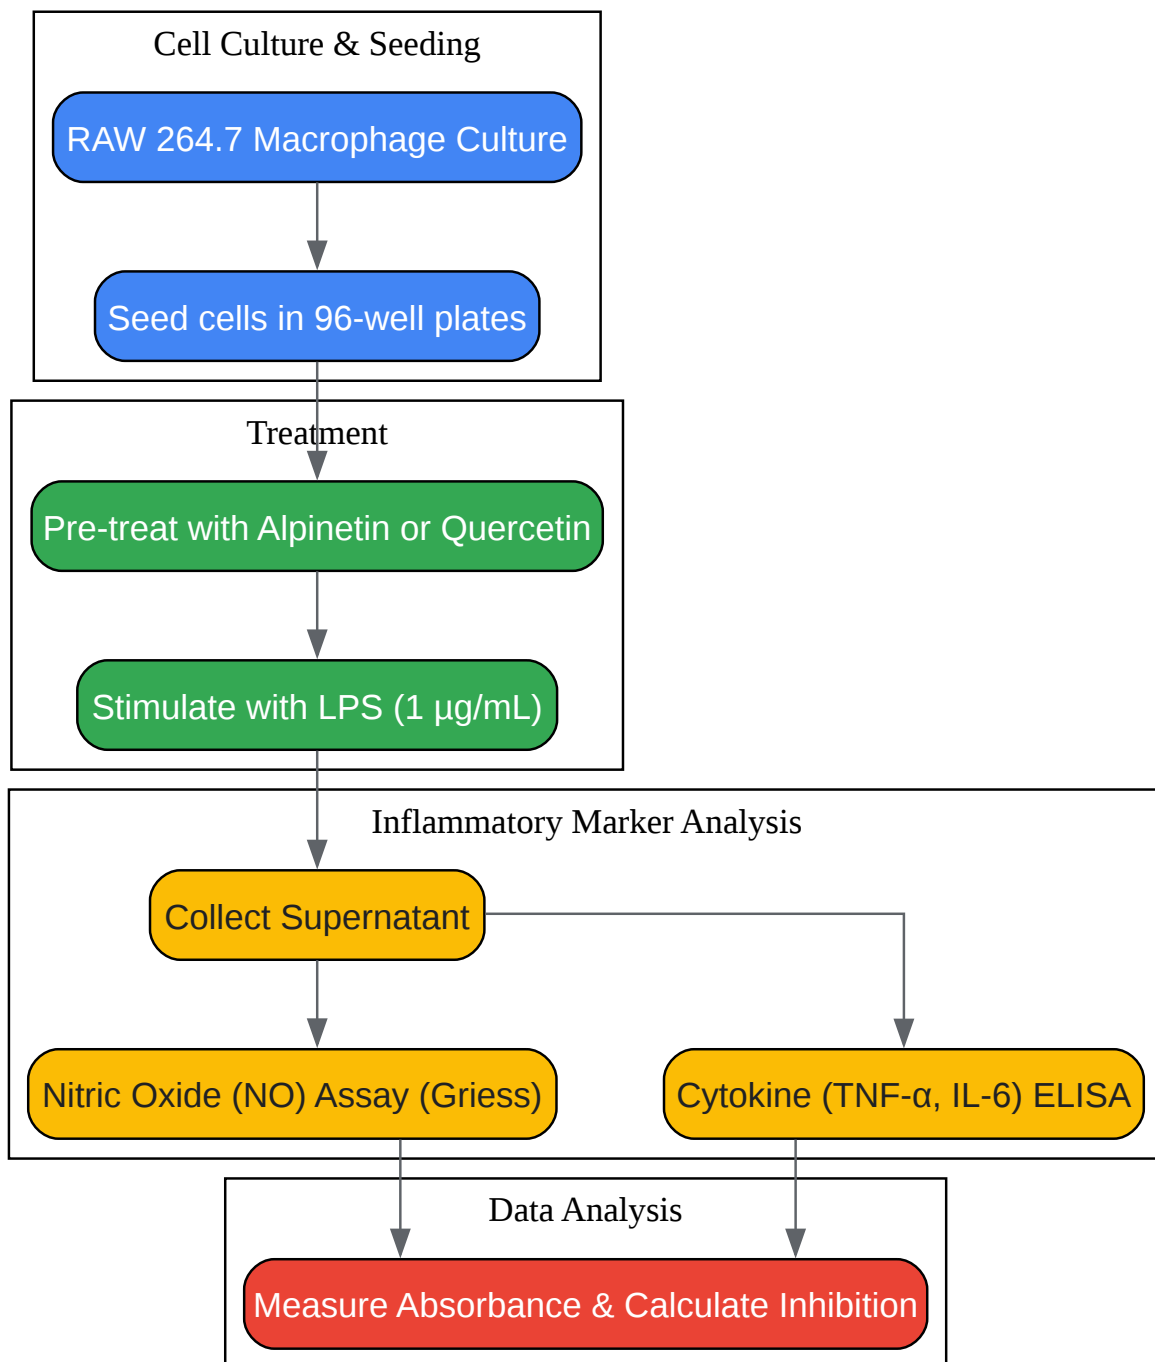 Cell Culture & Seeding
RAW 264.7 Macrophage Culture
Seed cells in 96-well plates
Treatment
Pre-treat with Alpinetin or Quercetin
Stimulate with LPS (1 µg/mL)
Inflammatory Marker Analysis
Collect Supernatant
Nitric Oxide (NO) Assay (Griess)
Cytokine (TNF-α, IL-6) ELISA
Data Analysis
Measure Absorbance & Calculate Inhibition